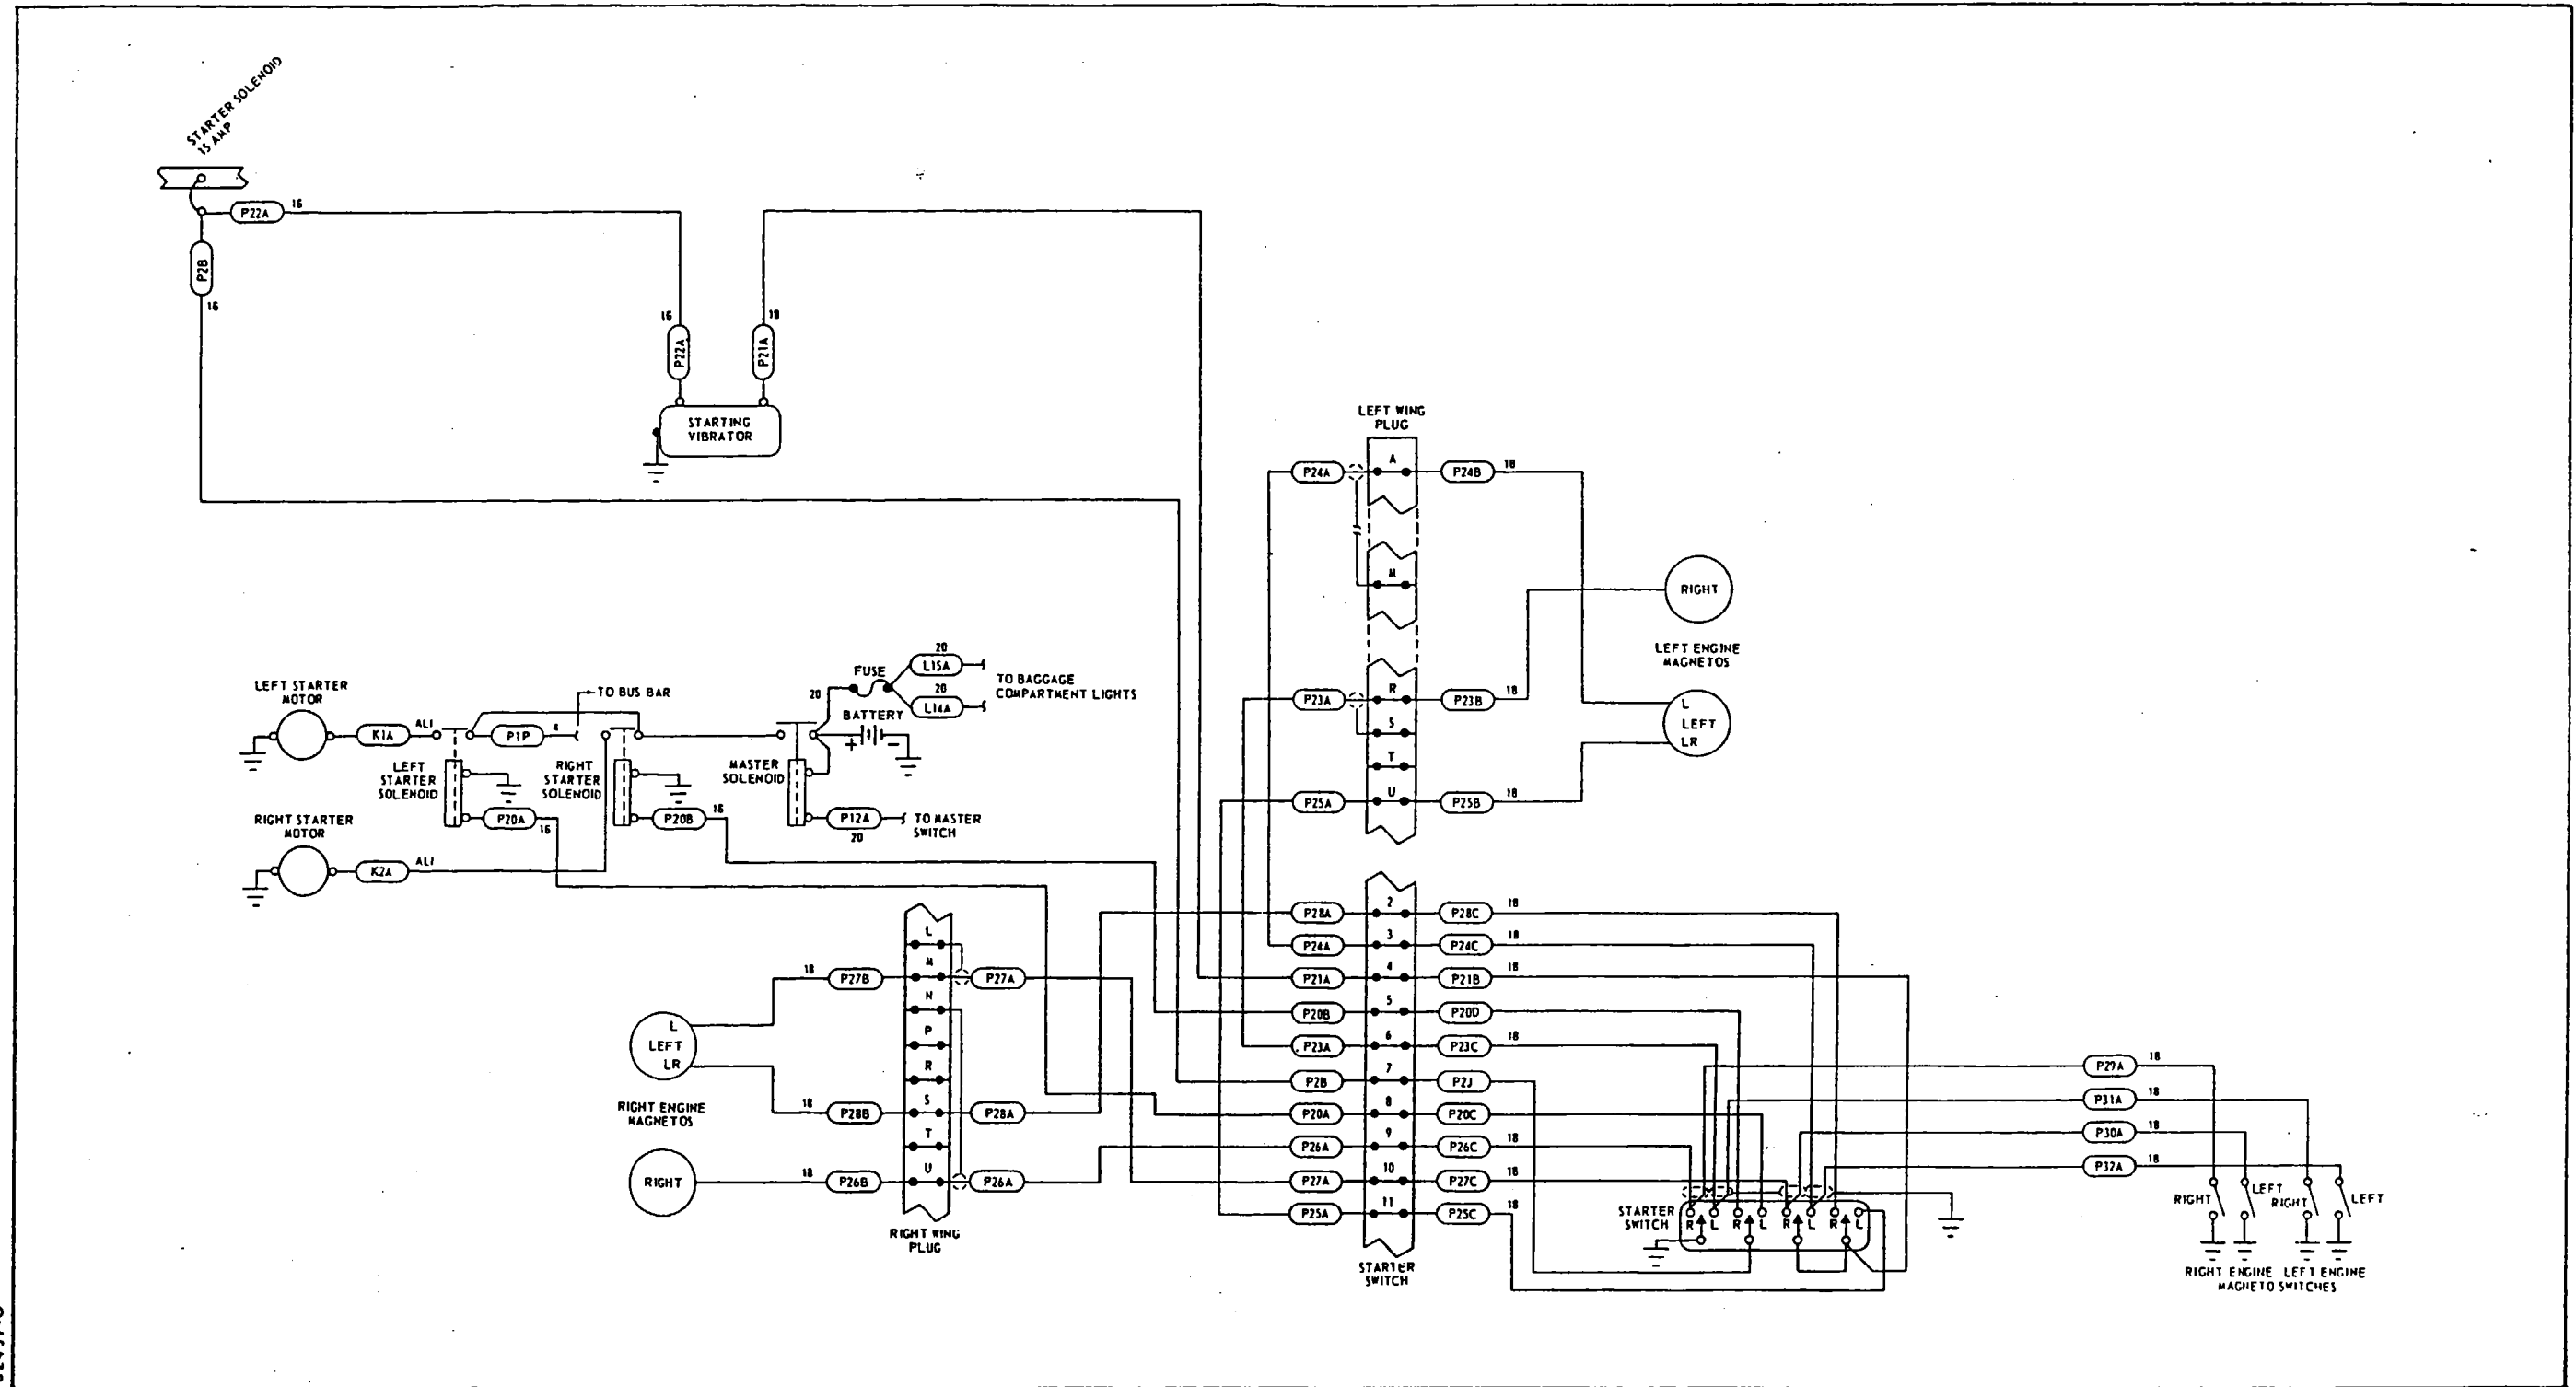 STARTER SOLENOID
15 AMP
P22A
16
P2B
16
16
18
P22A
P21A
STARTING
VIBRATOR
LEFT WING
PLUG
P24A
A
P24B
18
M
RIGHT
LEFT ENGINE
MAGNETOS
P23A
R
P23B
18
S
T
L
LEFT
LR
P25A
U
P25B
18
LEFT STARTER
MOTOR
K1A
AL1
P1P
4
TO BUS BAR
20
FUSE
20
L15A
20
L14A
TO BAGGAGE
COMPARTMENT LIGHTS
BATTERY
+
-
LEFT
STARTER
SOLENOID
RIGHT
STARTER
SOLENOID
MASTER
SOLENOID
P20A
16
P20B
16
P12A
20
TO MASTER
SWITCH
RIGHT STARTER
MOTOR
K2A
AL1
L
M
N
P
R
S
T
U
18
P27B
P27A
L
LEFT
LR
RIGHT ENGINE
MAGNETOS
18
P28B
P28A
RIGHT
18
P26B
P26A
RIGHT WING
PLUG
P28A
2
P28C
18
P24A
3
P24C
18
P21A
4
P21B
18
P20B
5
P20D
P23A
6
P23C
18
P2B
7
P2J
P20A
8
P20C
P26A
9
P26C
18
P27A
10
P27C
18
P25A
11
P25C
18
STARTER
SWITCH
STARTER
SWITCH
R
L
R
L
R
L
R
L
P29A
18
P31A
18
P30A
18
P32A
18
RIGHT
LEFT
RIGHT
LEFT
RIGHT ENGINE LEFT ENGINE
MAGNETO SWITCHES